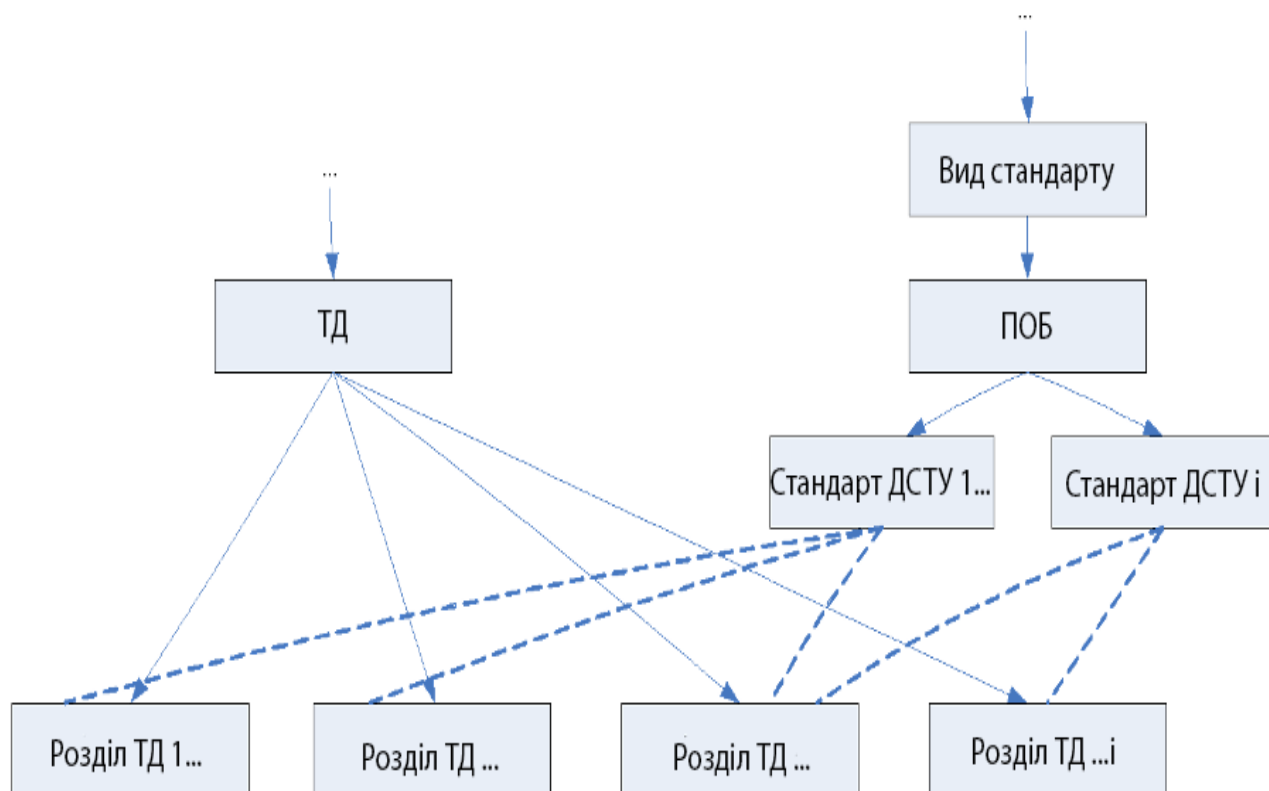 ...
Вид стандарту
...
ТД
ПОБ
Стандарт ДСТУ 1...
Стандарт ДСТУ і
Розділ ТД 1...
Розділ ТД ...
Розділ ТД ...
Розділ ТД ...і